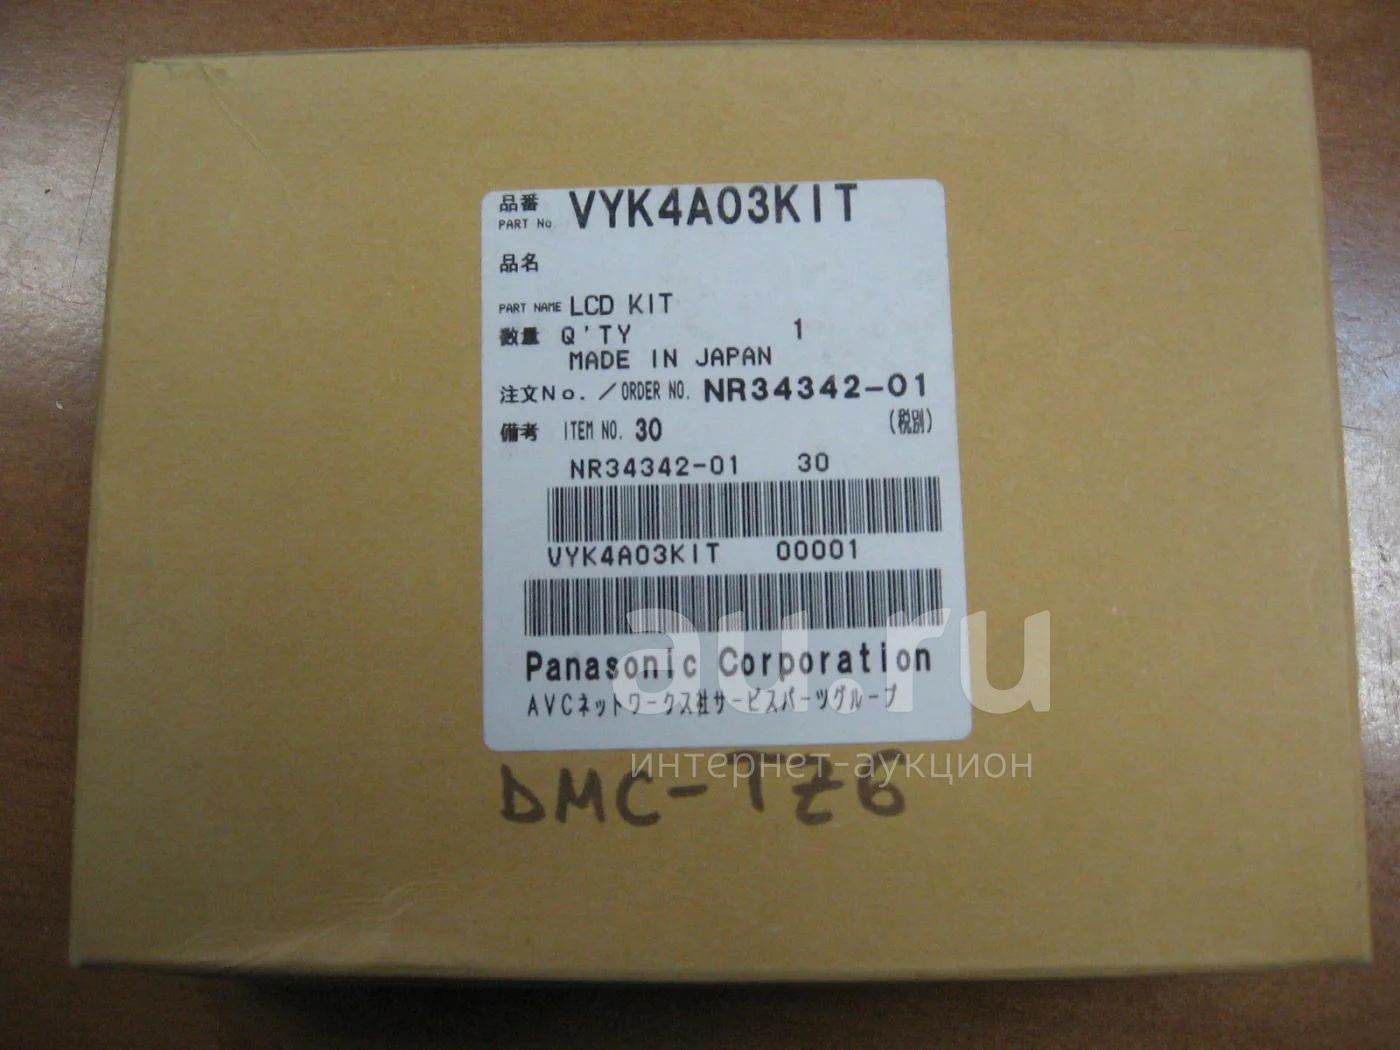 品番
PART No. VYK4A03KIT
品名
PART NAME LCD KIT
数量 Q'TY 1
MADE IN JAPAN
注文No./ORDER NO. NR34342-01
(税別)
備考 ITEM NO. 30
NR34342-01 30
VYK4A03KIT 00001
Panasonic Corporation
AVCネットワークス社サービスパーツグループ
DMC-TZ6
au.ru
интернет-аукцион